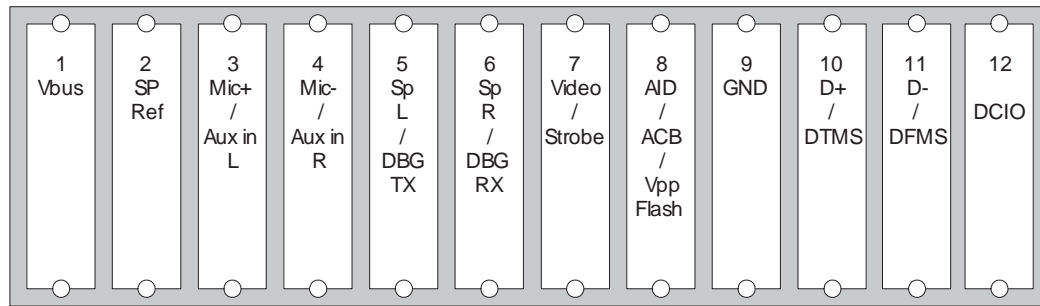 1
Vbus
2
SP
Ref
3
Mic+
/
Aux in
L
4
Mic-
/
Aux in
R
5
Sp
L
/
DBG
TX
6
Sp
R
/
DBG
RX
7
Video
/
Strobe
8
AID
/
ACB
/
Vpp
Flash
9
GND
10
D+
/
DTMS
11
D-
/
DFMS
12
DCIO